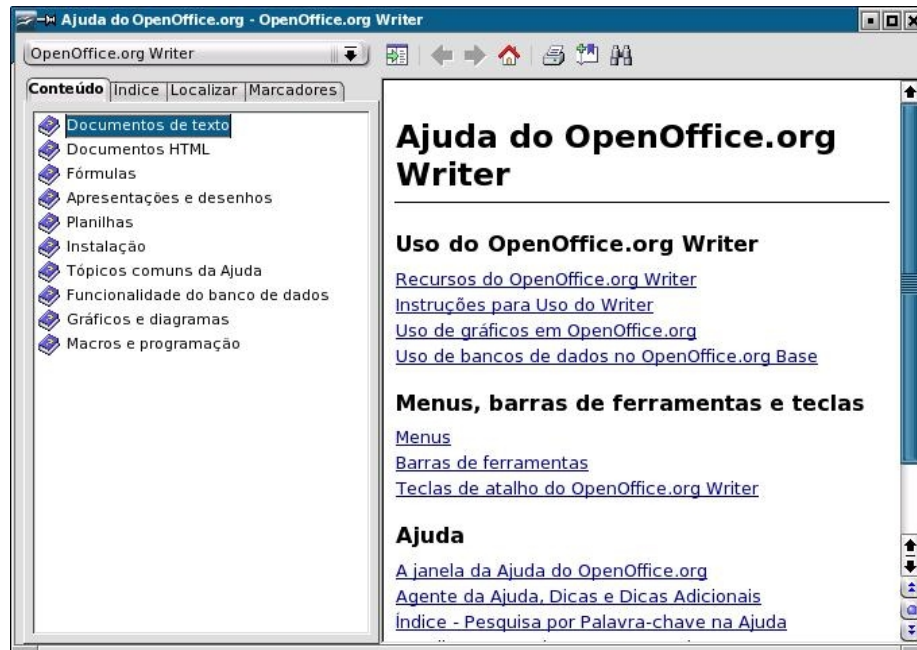 Ajuda do OpenOffice.org - OpenOffice.org Writer
OpenOffice.org Writer
Conteúdo Indice Localizar Marcadores
Documentos de texto
Documentos HTML
Fórmulas
Apresentações e desenhos
Planilhas
Instalação
Tópicos comuns da Ajuda
Funcionalidade do banco de dados
Gráficos e diagramas
Macros e programação
Ajuda do OpenOffice.org
Writer
Uso do OpenOffice.org Writer
Recursos do OpenOffice.org Writer
Instruções para Uso do Writer
Uso de gráficos em OpenOffice.org
Uso de bancos de dados no OpenOffice.org Base
Menus, barras de ferramentas e teclas
Menus
Barras de ferramentas
Teclas de atalho do OpenOffice.org Writer
Ajuda
A janela da Ajuda do OpenOffice.org
Agente da Ajuda, Dicas e Dicas Adicionais
Índice - Pesquisa por Palavra-chave na Ajuda